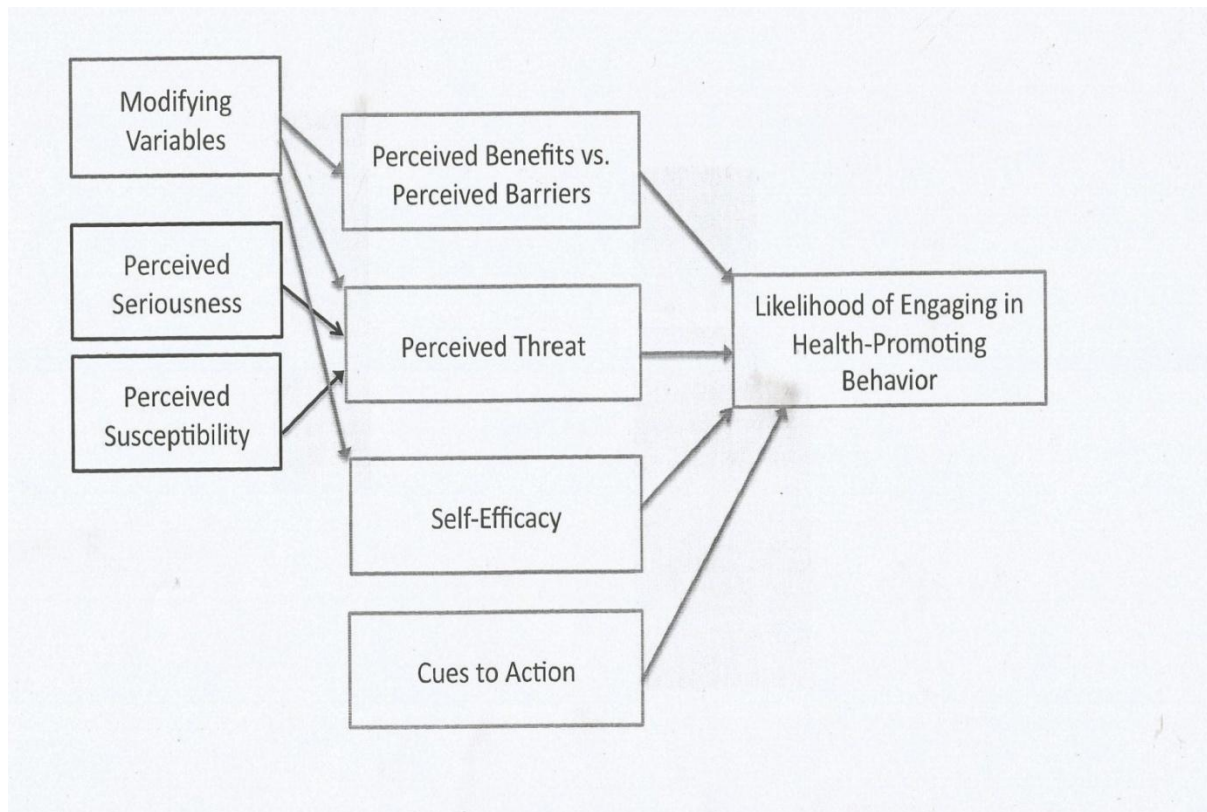 Modifying
Variables
Perceived Benefits vs.
Perceived Barriers
Perceived
Seriousness
Perceived Threat
Likelihood of Engaging in
Health-Promoting
Behavior
Perceived
Susceptibility
Self-Efficacy
Cues to Action